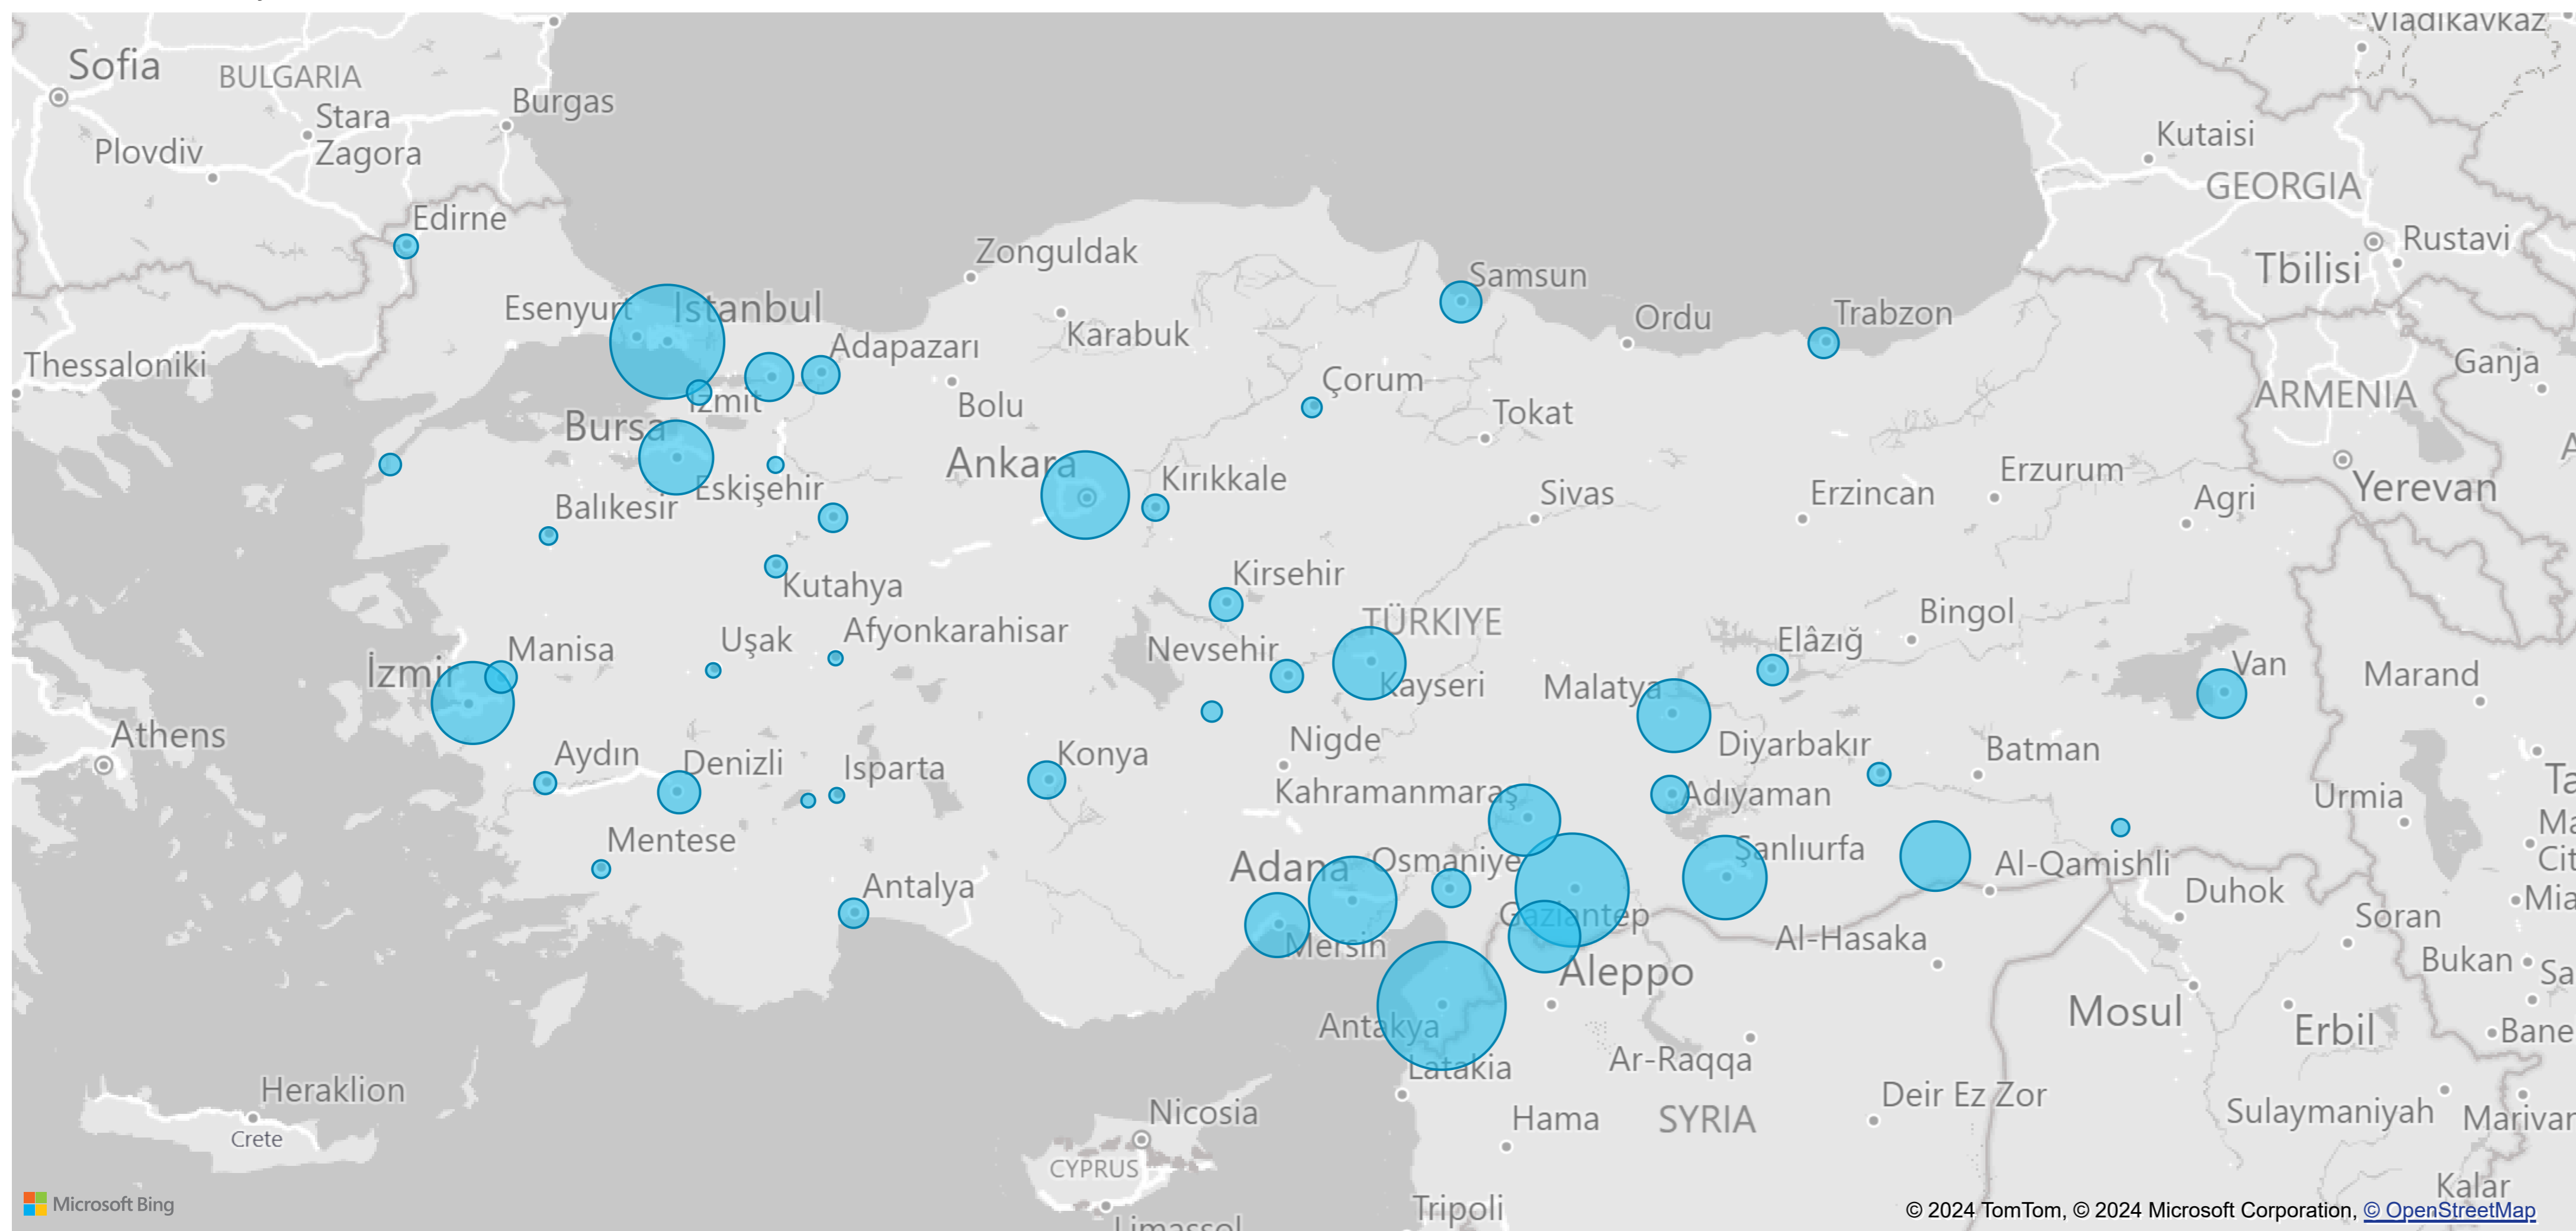 Vladikavkaz
Sofia
BULGARIA
Burgas
Stara
Zagora
Plovdiv
Kutaisi
GEORGIA
Edirne
Rustavi
Tbilisi
Zonguldak
Samsun
Esenyurt
Istanbul
Ordu
Trabzon
Karabuk
Adapazarı
Thessaloniki
Ganja
Çorum
ARMENIA
Izmit
Bolu
Tokat
Bursa
Ankara
Kırıkkale
Erzurum
Eskişehir
Yerevan
Balıkesir
Sivas
Erzincan
Agri
Kirsehir
Kutahya
Bingol
TÜRKIYE
Afyonkarahisar
Uşak
Elâzığ
Manisa
Nevsehir
Van
İzmir
Kayseri
Malatya
Marand
Athens
Nigde
Diyarbakır
Batman
Aydın
Denizli
Isparta
Konya
Kahramanmaraş
Adıyaman
Urmia
Mentese
Şanlıurfa
Adana
Osmaniye
Al-Qamishli
Antalya
Duhok
Mia
Gaziantep
Soran
Mersin
Al-Hasaka
Bukan
Sa
Aleppo
Mosul
Antakya
Erbil
Bane
Ar-Raqqa
Latakia
Heraklion
Deir Ez Zor
Nicosia
Hama
SYRIA
Sulaymaniyah
Marivan
Crete
CYPRUS
Kalar
Microsoft Bing
Tripoli
© 2024 TomTom, © 2024 Microsoft Corporation, © OpenStreetMap
Limassol